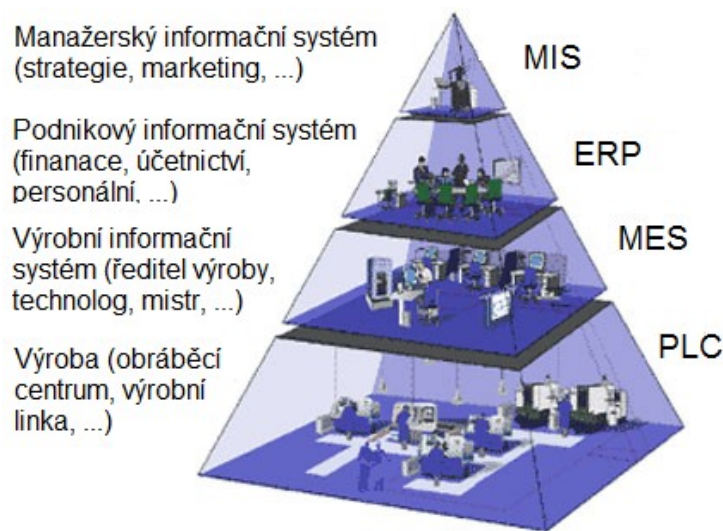 Manažerský informační systém
(strategie, marketing, ...)
MIS
Podnikový informační systém
(finanace, účetnictví,
personální, ...)
ERP
Výrobní informační
systém (ředitel výroby,
technolog, mistr, ...)
MES
Výroba (obráběcí
centrum, výrobní
linka, ...)
PLC